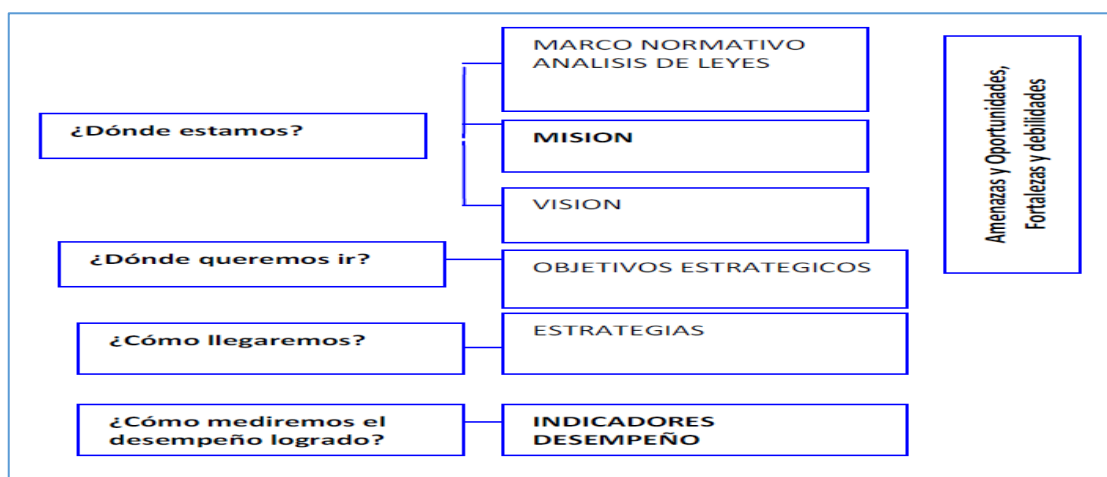 MARCO NORMATIVO
ANALISIS DE LEYES
¿Dónde estamos?
MISION
VISION
¿Dónde queremos ir?
OBJETIVOS ESTRATEGICOS
¿Cómo llegaremos?
ESTRATEGIAS
¿Cómo mediremos el
desempeño logrado?
INDICADORES
DESEMPEÑO
Amenazas y Oportunidades,
Fortalezas y debilidades